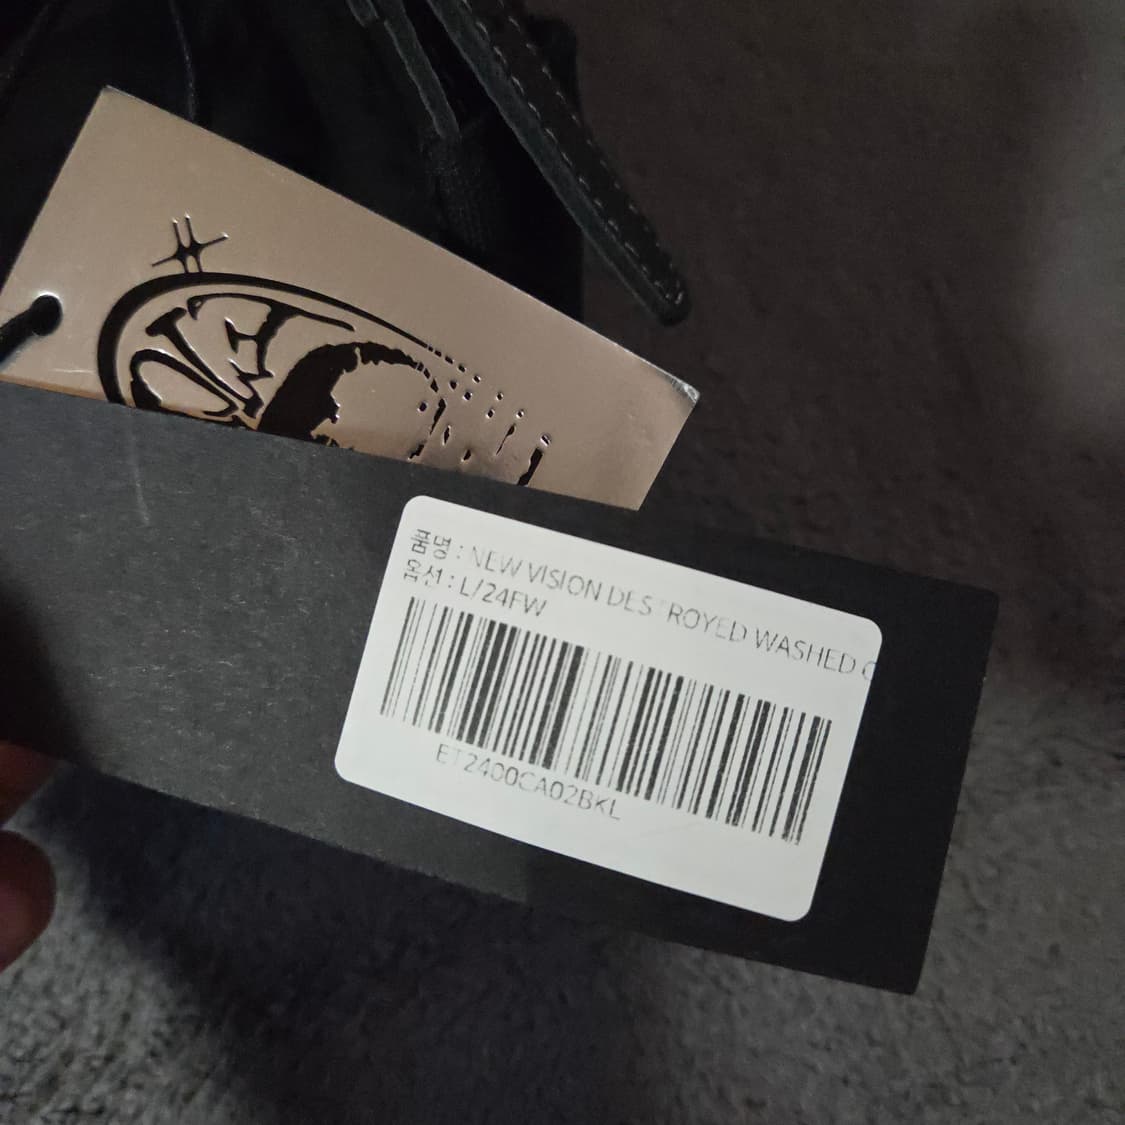 품명 : NEW VISION DESTROYED WASHED C
옵션 : L/24FW
ET2400CA02BKL